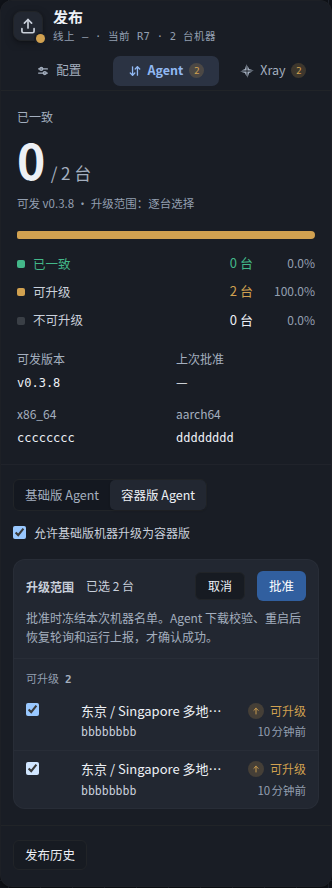 发布
线上 — · 当前 R7 · 2 台机器
配置
Agent 2
Xray 2
已一致
0 / 2 台
可发 v0.3.8 · 升级范围：逐台选择
已一致 0 台 0.0%
可升级 2 台 100.0%
不可升级 0 台 0.0%
可发版本 上次批准
v0.3.8 —
x86_64 aarch64
cccccccc dddddddd
基础版 Agent 容器版 Agent
允许基础版机器升级为容器版
升级范围 已选 2 台 取消 批准
批准时冻结本次机器名单。Agent 下载校验、重启后
恢复轮询和运行上报，才确认成功。
可升级 2
东京 / Singapore 多地… 可升级
bbbbbbbb 10 分钟前
东京 / Singapore 多地… 可升级
bbbbbbbb 10 分钟前
发布历史